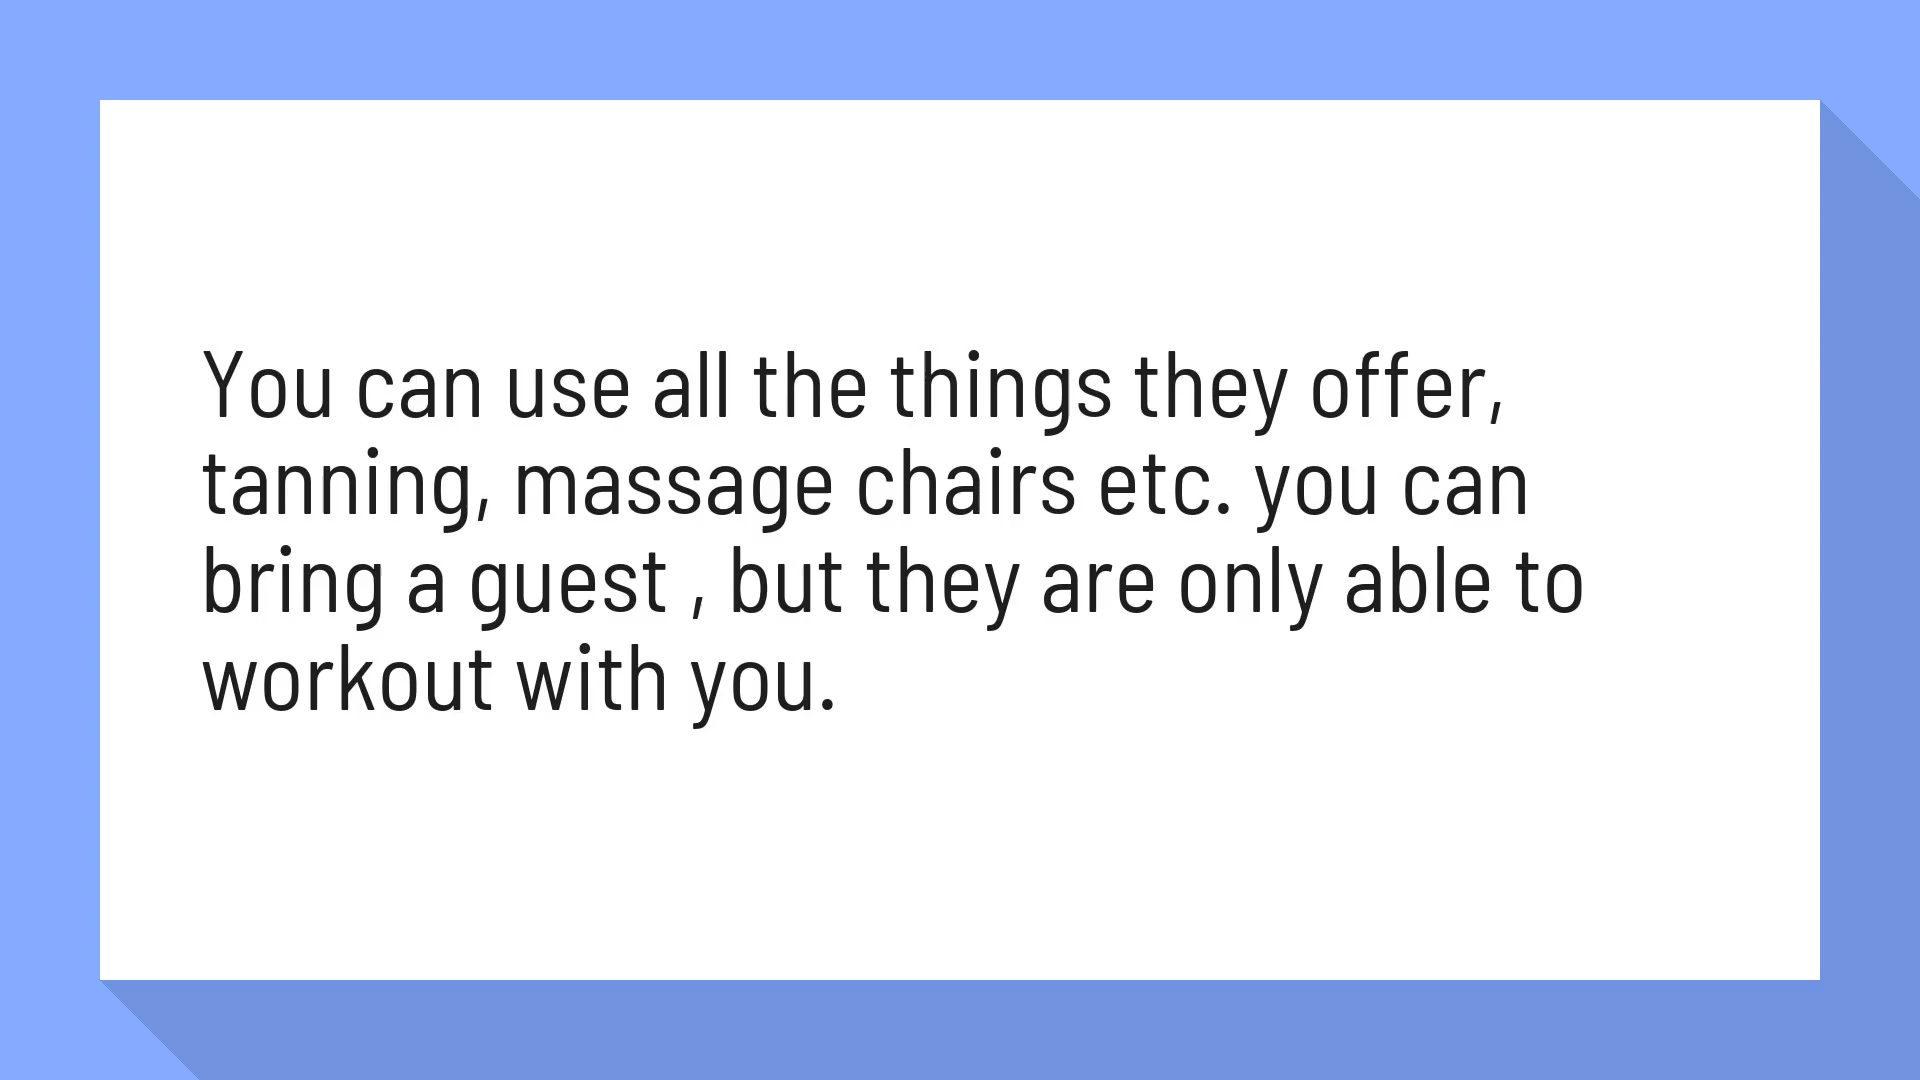 You can use all the things they offer,
tanning, massage chairs etc. you can
bring a guest , but they are only able to
workout with you.